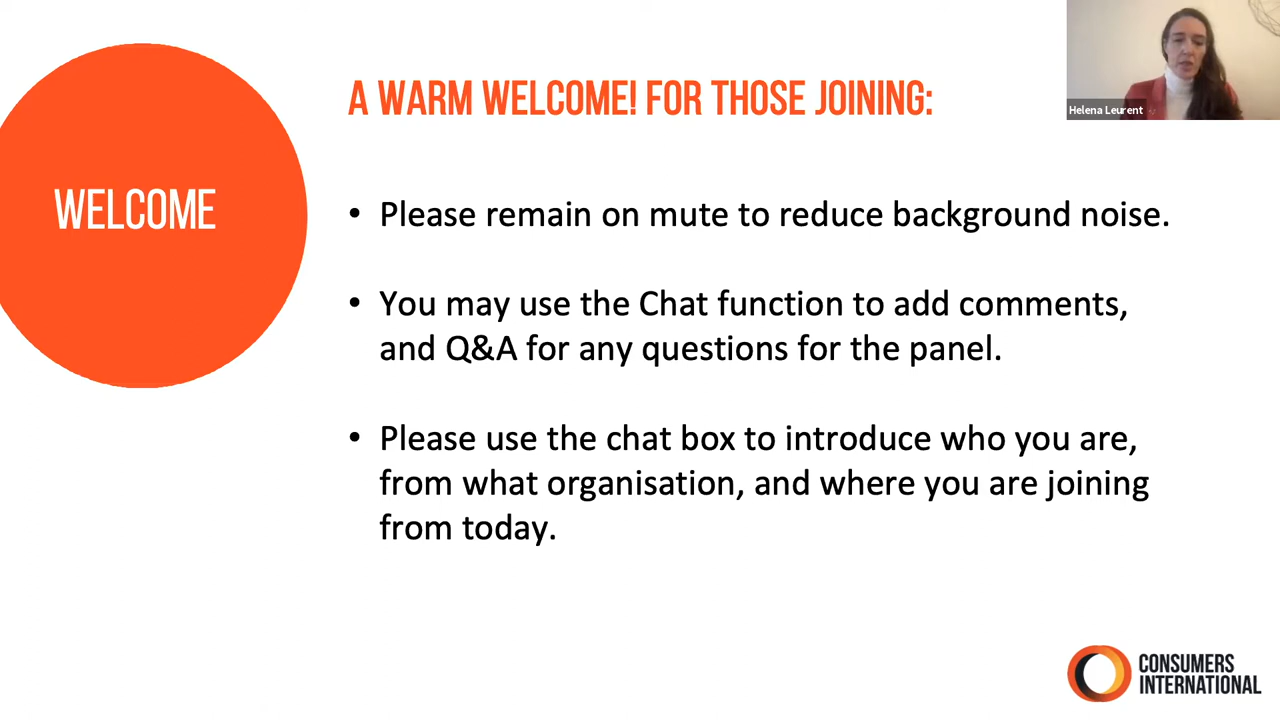 WELCOME
A WARM WELCOME! FOR THOSE JOINING:
• Please remain on mute to reduce background noise.
• You may use the Chat function to add comments,
and Q&A for any questions for the panel.
• Please use the chat box to introduce who you are,
from what organisation, and where you are joining
from today.
Helena Leurent
CONSUMERS
INTERNATIONAL